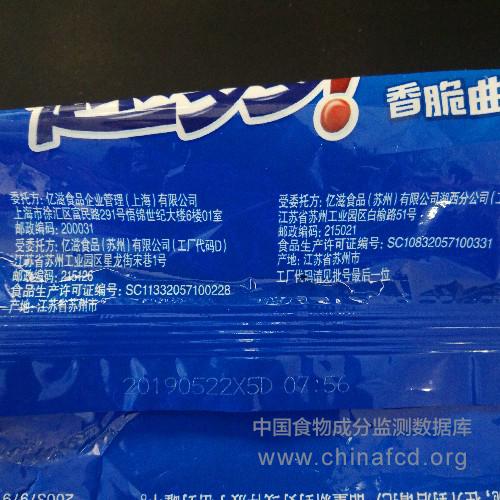 香脆曲
委托方：亿滋食品企业管理（上海）有限公司
上海市徐汇区富民路291号悟锦世纪大楼6楼01室
邮政编码：200031
受委托方：亿滋食品（苏州）有限公司（工厂代码D）
江苏省苏州工业园区星龙街宋巷1号
邮政编码：215126
食品生产许可证编号：SC11332057100228
产地：江苏省苏州市
受委托方：亿滋食品（苏州）有限公司湖西分公司（
江苏省苏州工业园区白榆路51号
邮政编码：215021
食品生产许可证编号：SC10832057100331
产地：江苏省苏州市
工厂代码请见批号最后一位
20190522X5D 07:56
中国食物成分监测数据库
www.chinafcd.org